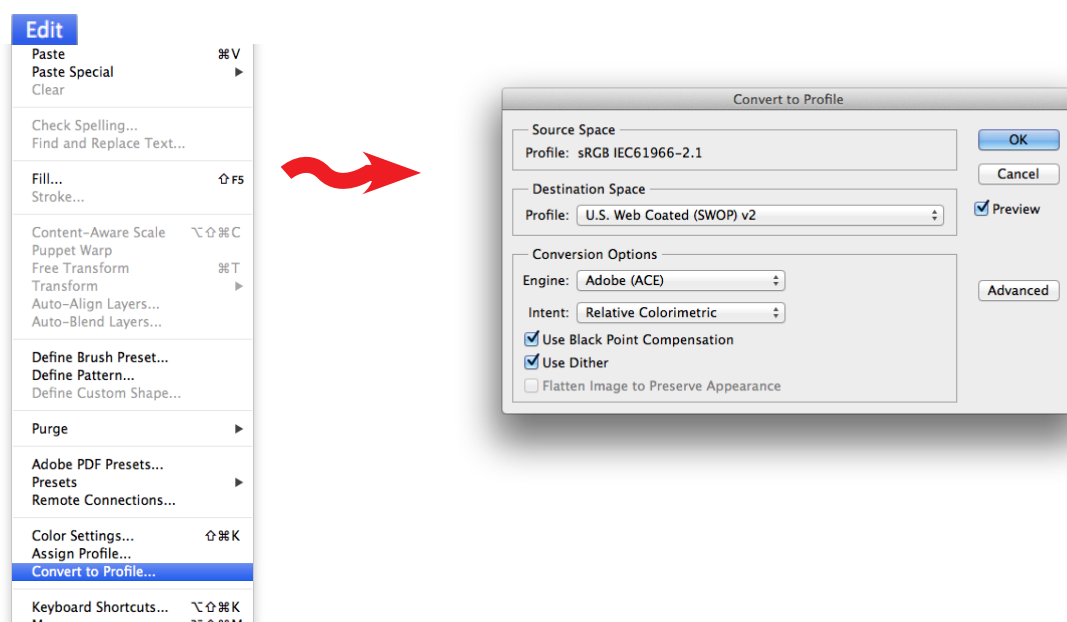 Edit
Paste ⌘V
Paste Special ▶
Clear
Check Spelling...
Find and Replace Text...
Fill... ⇧F5
Stroke...
Content-Aware Scale ⌥⇧⌘C
Puppet Warp
Free Transform ⌘T
Transform ▶
Auto-Align Layers...
Auto-Blend Layers...
Define Brush Preset...
Define Pattern...
Define Custom Shape...
Purge ▶
Adobe PDF Presets...
Presets ▶
Remote Connections...
Color Settings... ⇧⌘K
Assign Profile...
Convert to Profile...
Keyboard Shortcuts... ⌥⇧⌘K
Convert to Profile
Source Space
Profile: sRGB IEC61966-2.1
Destination Space
Profile: U.S. Web Coated (SWOP) v2
Conversion Options
Engine: Adobe (ACE)
Intent: Relative Colorimetric
Use Black Point Compensation
Use Dither
Flatten Image to Preserve Appearance
OK
Cancel
Preview
Advanced